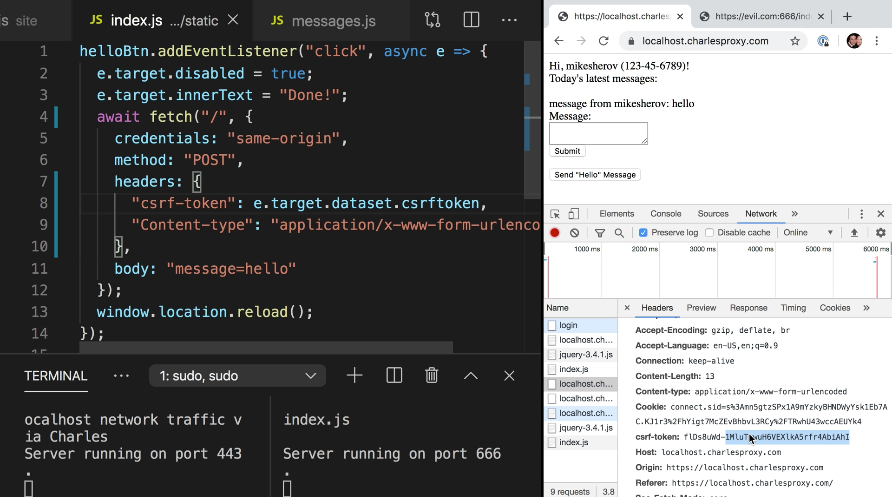 s site
JS index.js .../static
JS messages.js
1 helloBtn.addEventListener("click", async e => {
2 e.target.disabled = true;
3 e.target.innerText = "Done!";
4 await fetch("/", {
5 credentials: "same-origin",
6 method: "POST",
7 headers: {
8 "csrf-token": e.target.dataset.csrftoken,
9 "Content-type": "application/x-www-form-urlenco
10 },
11 body: "message=hello"
12 });
13 window.location.reload();
14 });
15
TERMINAL ... 1: sudo, sudo
ocalhost network traffic v
ia Charles
Server running on port 443
.
index.js
Server running on port 666
.
https://localhost.charles
https://evil.com:666/ind
localhost.charlesproxy.com
Hi, mikesherov (123-45-6789)!
Today's latest messages:
message from mikesherov: hello
Message:
Submit
Send "Hello" Message
Elements Console Sources Network »
Preserve log Disable cache Online
1000 ms 2000 ms 3000 ms 4000 ms 5000 ms 6000 ms
Name
Headers Preview Response Timing Cookies »
login
localhost.ch...
jquery-3.4.1.js
index.js
localhost.ch...
localhost.ch...
localhost.ch...
jquery-3.4.1.js
index.js
9 requests 3.8
Accept-Encoding: gzip, deflate, br
Accept-Language: en-US,en;q=0.9
Connection: keep-alive
Content-Length: 13
Content-type: application/x-www-form-urlencoded
Cookie: connect.sid=s%3Amn5gtzSPx1A9mYzkyBHNDWyYsk1Eb7A
C.KJ1r3%2FhYigt7McZEvBhbvL3RCy%2FTRwhU43wccAEUYk4
csrf-token:
Host: localhost.charlesproxy.com
Origin: https://localhost.charlesproxy.com
Referer: https://localhost.charlesproxy.com/